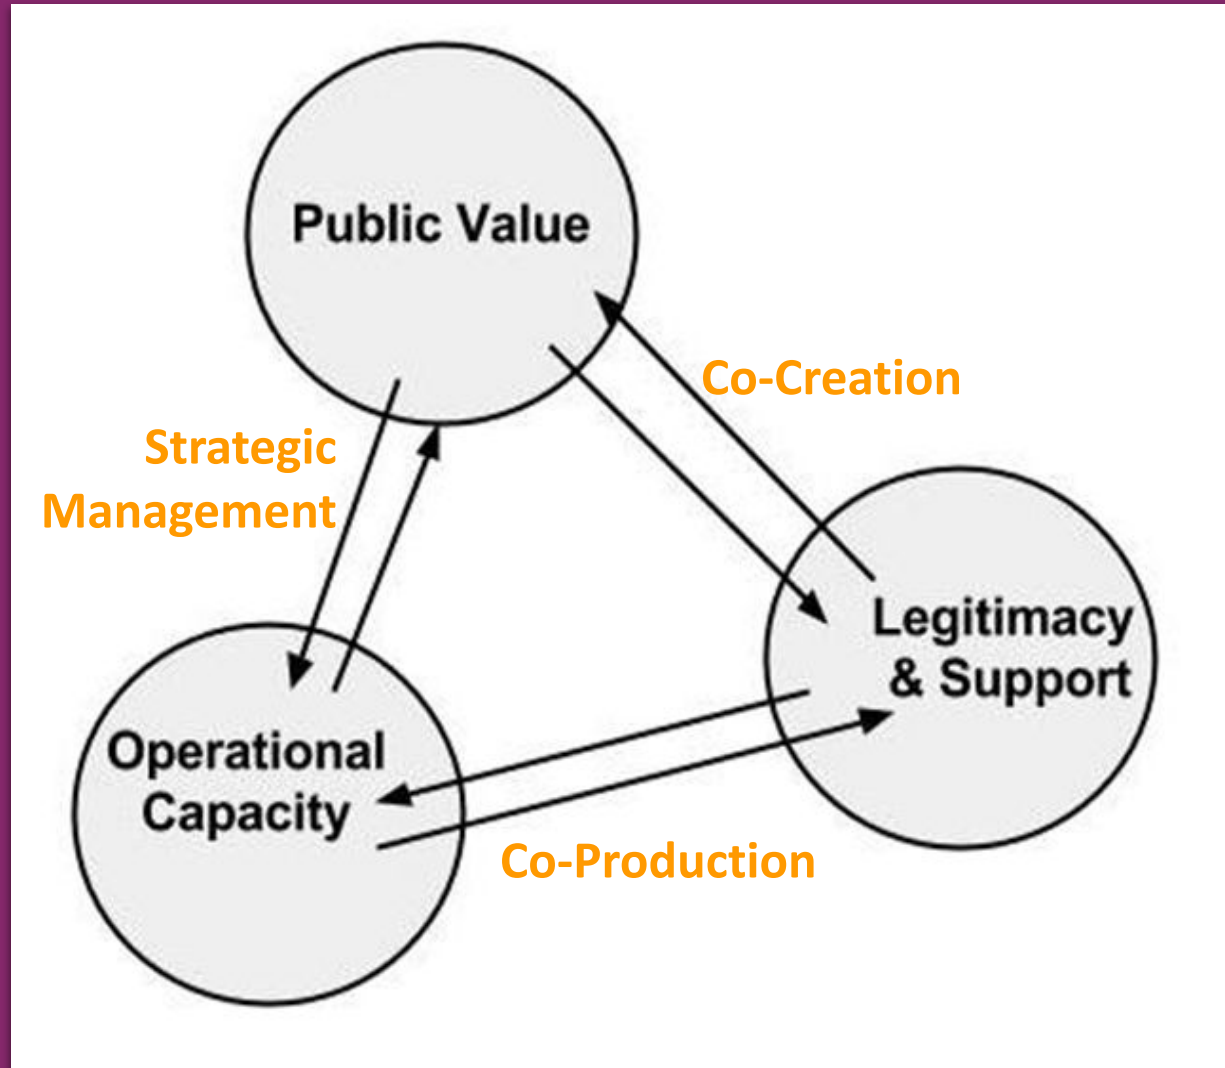 Public Value
Co-Creation
Strategic
Management
Legitimacy
& Support
Operational
Capacity
Co-Production